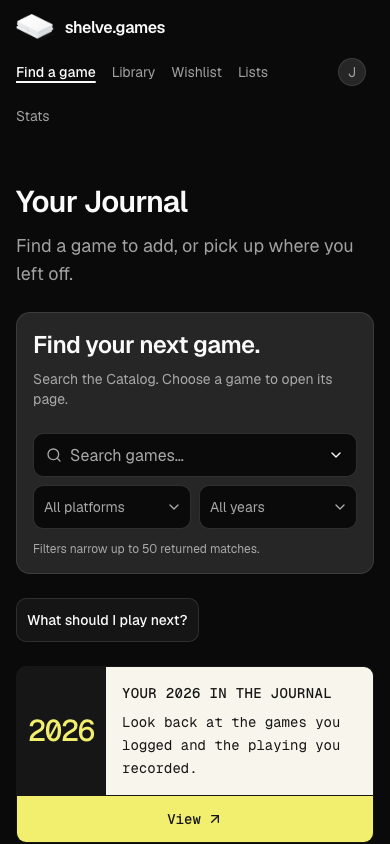 shelve.games
Find a game Library Wishlist Lists J
Stats
Your Journal
Find a game to add, or pick up where you
left off.
Find your next game.
Search the Catalog. Choose a game to open its
page.
Search games...
All platforms All years
Filters narrow up to 50 returned matches.
What should I play next?
2026
YOUR 2026 IN THE JOURNAL
Look back at the games you
logged and the playing you
recorded.
View ↗